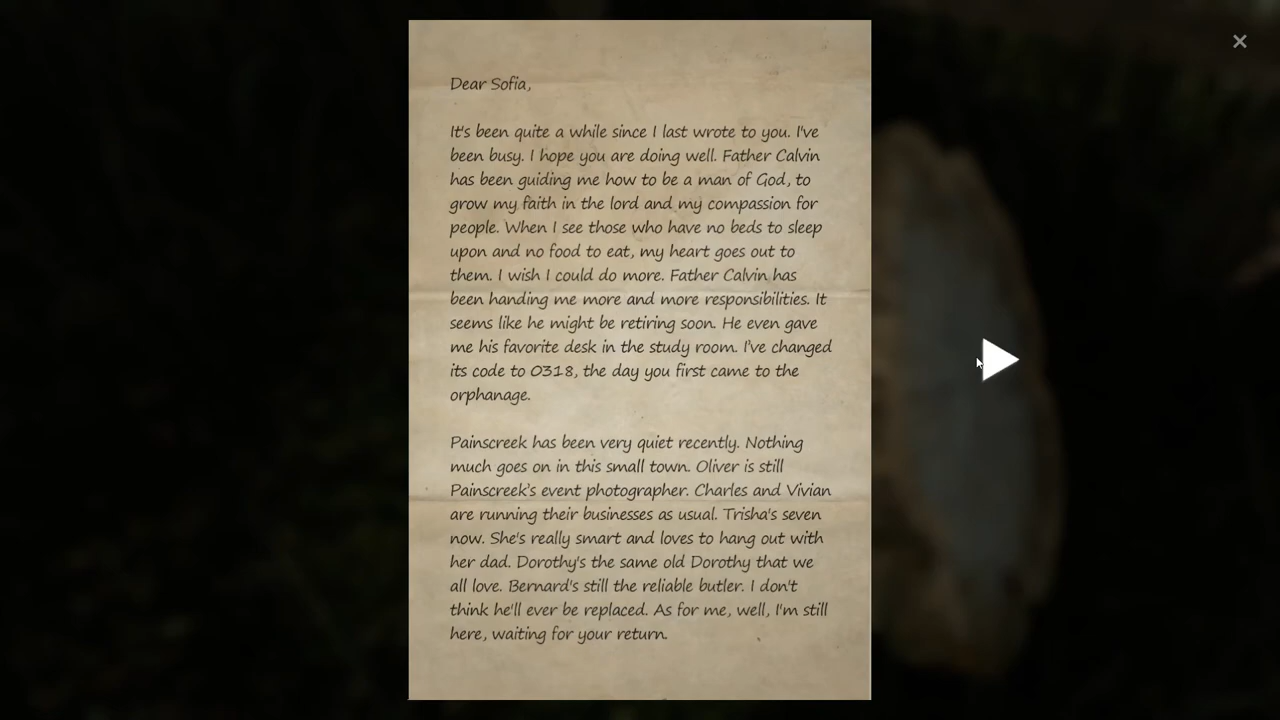 Dear Sofia,
It's been quite a while since I last wrote to you. I've
been busy. I hope you are doing well. Father Calvin
has been guiding me how to be a man of God, to
grow my faith in the lord and my compassion for
people. When I see those who have no beds to sleep
upon and no food to eat, my heart goes out to
them. I wish I could do more. Father Calvin has
been handing me more and more responsibilities. It
seems like he might be retiring soon. He even gave
me his favorite desk in the study room. I've changed
its code to 0318, the day you first came to the
orphanage.
Painscreek has been very quiet recently. Nothing
much goes on in this small town. Oliver is still
Painscreek's event photographer. Charles and Vivian
are running their businesses as usual. Trisha's seven
now. She's really smart and loves to hang out with
her dad. Dorothy's the same old Dorothy that we
all love. Bernard's still the reliable butler. I don't
think he'll ever be replaced. As for me, well, I'm still
here, waiting for your return.